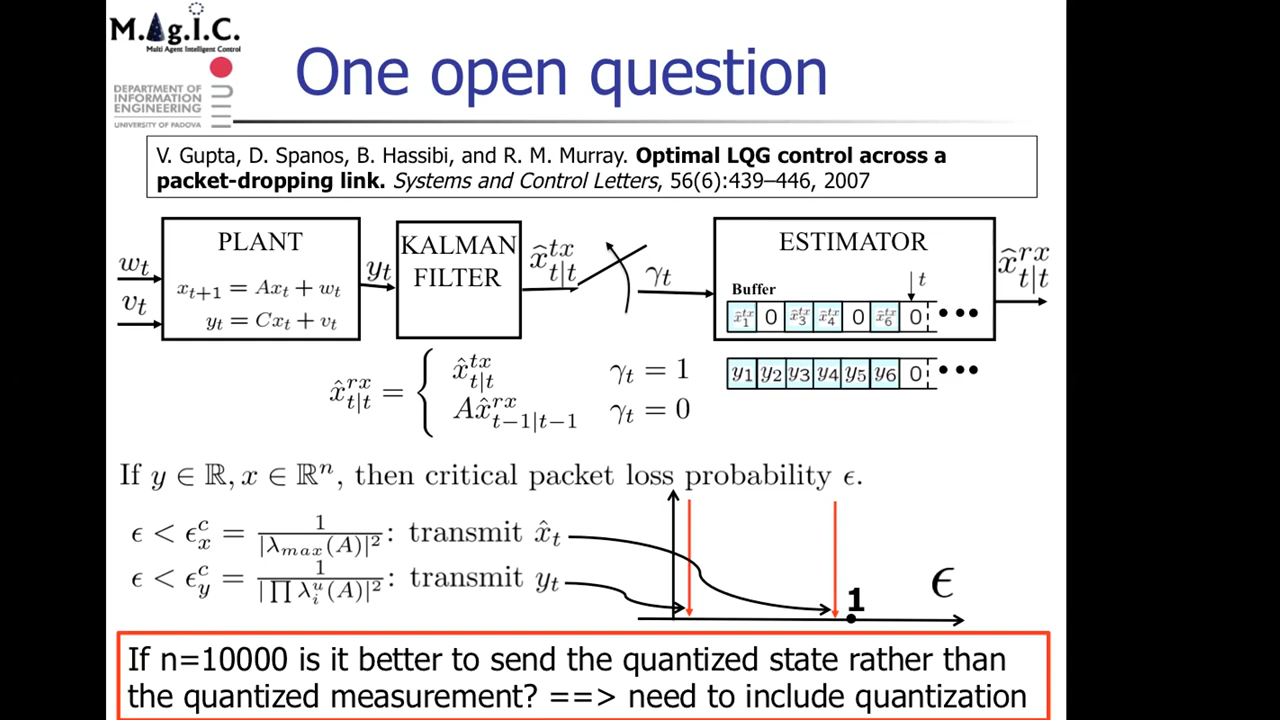 M.A.g.I.C.
Multi Agent Intelligent Control
DEPARTMENT OF
INFORMATION
ENGINEERING
UNIVERSITY OF PADOVA
One open question
V. Gupta, D. Spanos, B. Hassibi, and R. M. Murray. Optimal LQG control across a
packet-dropping link. Systems and Control Letters, 56(6):439–446, 2007
w_t
v_t
PLANT
x_{t+1} = Ax_t + w_t
y_t = Cx_t + v_t
y_t
KALMAN
FILTER
x̂^{tx}_{t|t}
γ_t
ESTIMATOR
Buffer
t
x̂^{tx}_1 0 x̂^{tx}_3 x̂^{tx}_4 0 x̂^{tx}_6 0 •••
x̂^{rx}_{t|t}
y_1 y_2 y_3 y_4 y_5 y_6 0 •••
x̂^{rx}_{t|t} = { x̂^{tx}_{t|t} γ_t = 1
Ax̂^{rx}_{t−1|t−1} γ_t = 0
If y ∈ ℝ, x ∈ ℝ^n, then critical packet loss probability ϵ.
ϵ < ϵ^c_x = 1/|λ_{max}(A)|^2 : transmit x̂_t
ϵ < ϵ^c_y = 1/|∏ λ^u_i(A)|^2 : transmit y_t
1
ϵ
If n=10000 is it better to send the quantized state rather than
the quantized measurement? ==> need to include quantization